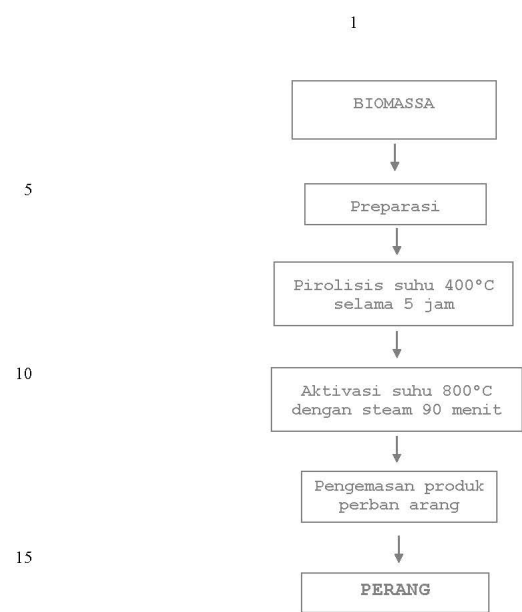 1
BIOMASSA
5
Preparasi
Pirolisis suhu 400°C
selama 5 jam
10
Aktivasi suhu 800°C
dengan steam 90 menit
Pengemasan produk
perban arang
15
PERANG